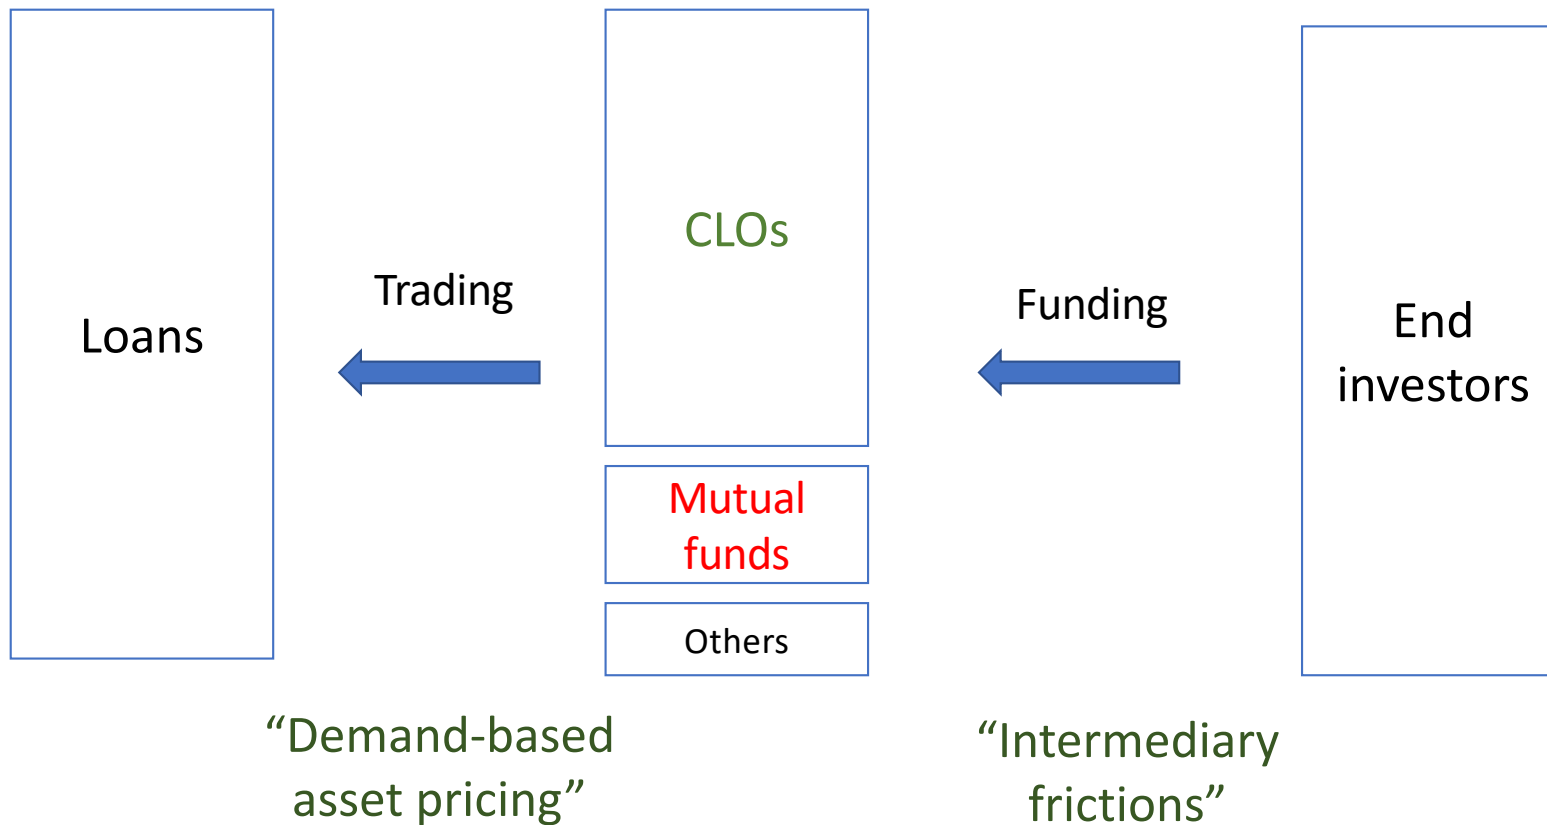 Loans
Trading
CLOs
Mutual
funds
Others
Funding
End
investors
“Demand-based
asset pricing”
“Intermediary
frictions”